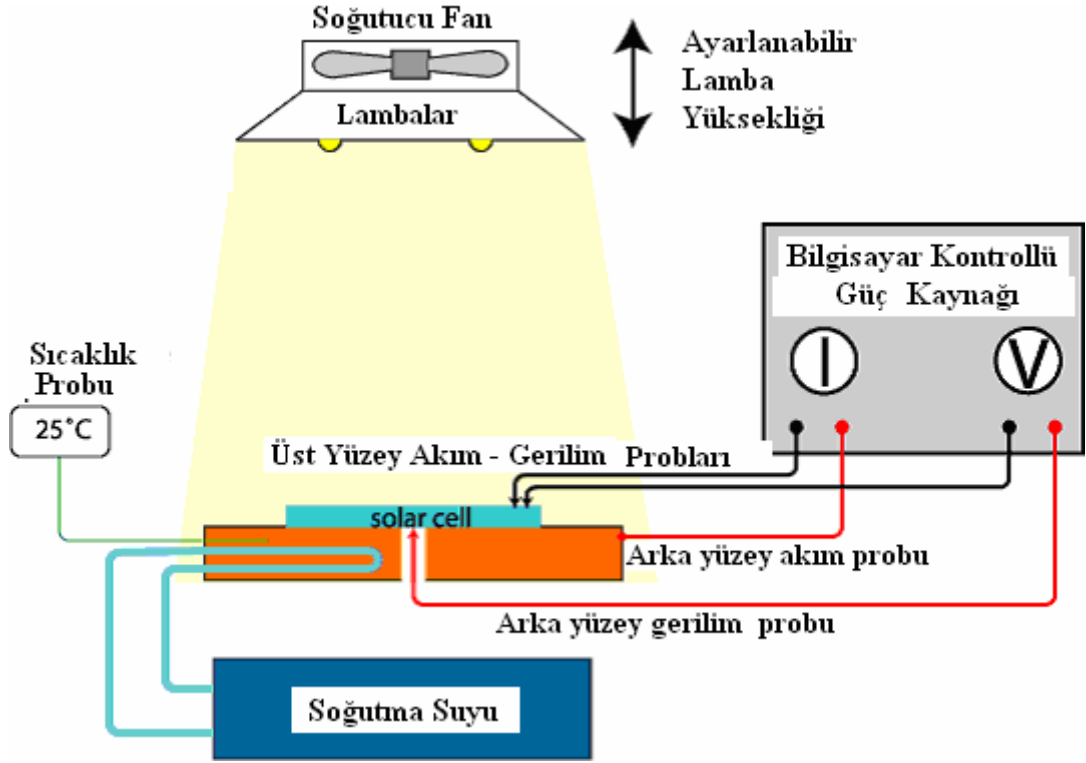 Soğutucu Fan
Ayarlanabilir
Lamba
Yüksekliği
Lambalar
Bilgisayar Kontrollü
Güç Kaynağı
I
V
Sıcaklık
Probu
25°C
Üst Yüzey Akım - Gerilim Probları
solar cell
Arka yüzey akım probu
Arka yüzey gerilim probu
Soğutma Suyu